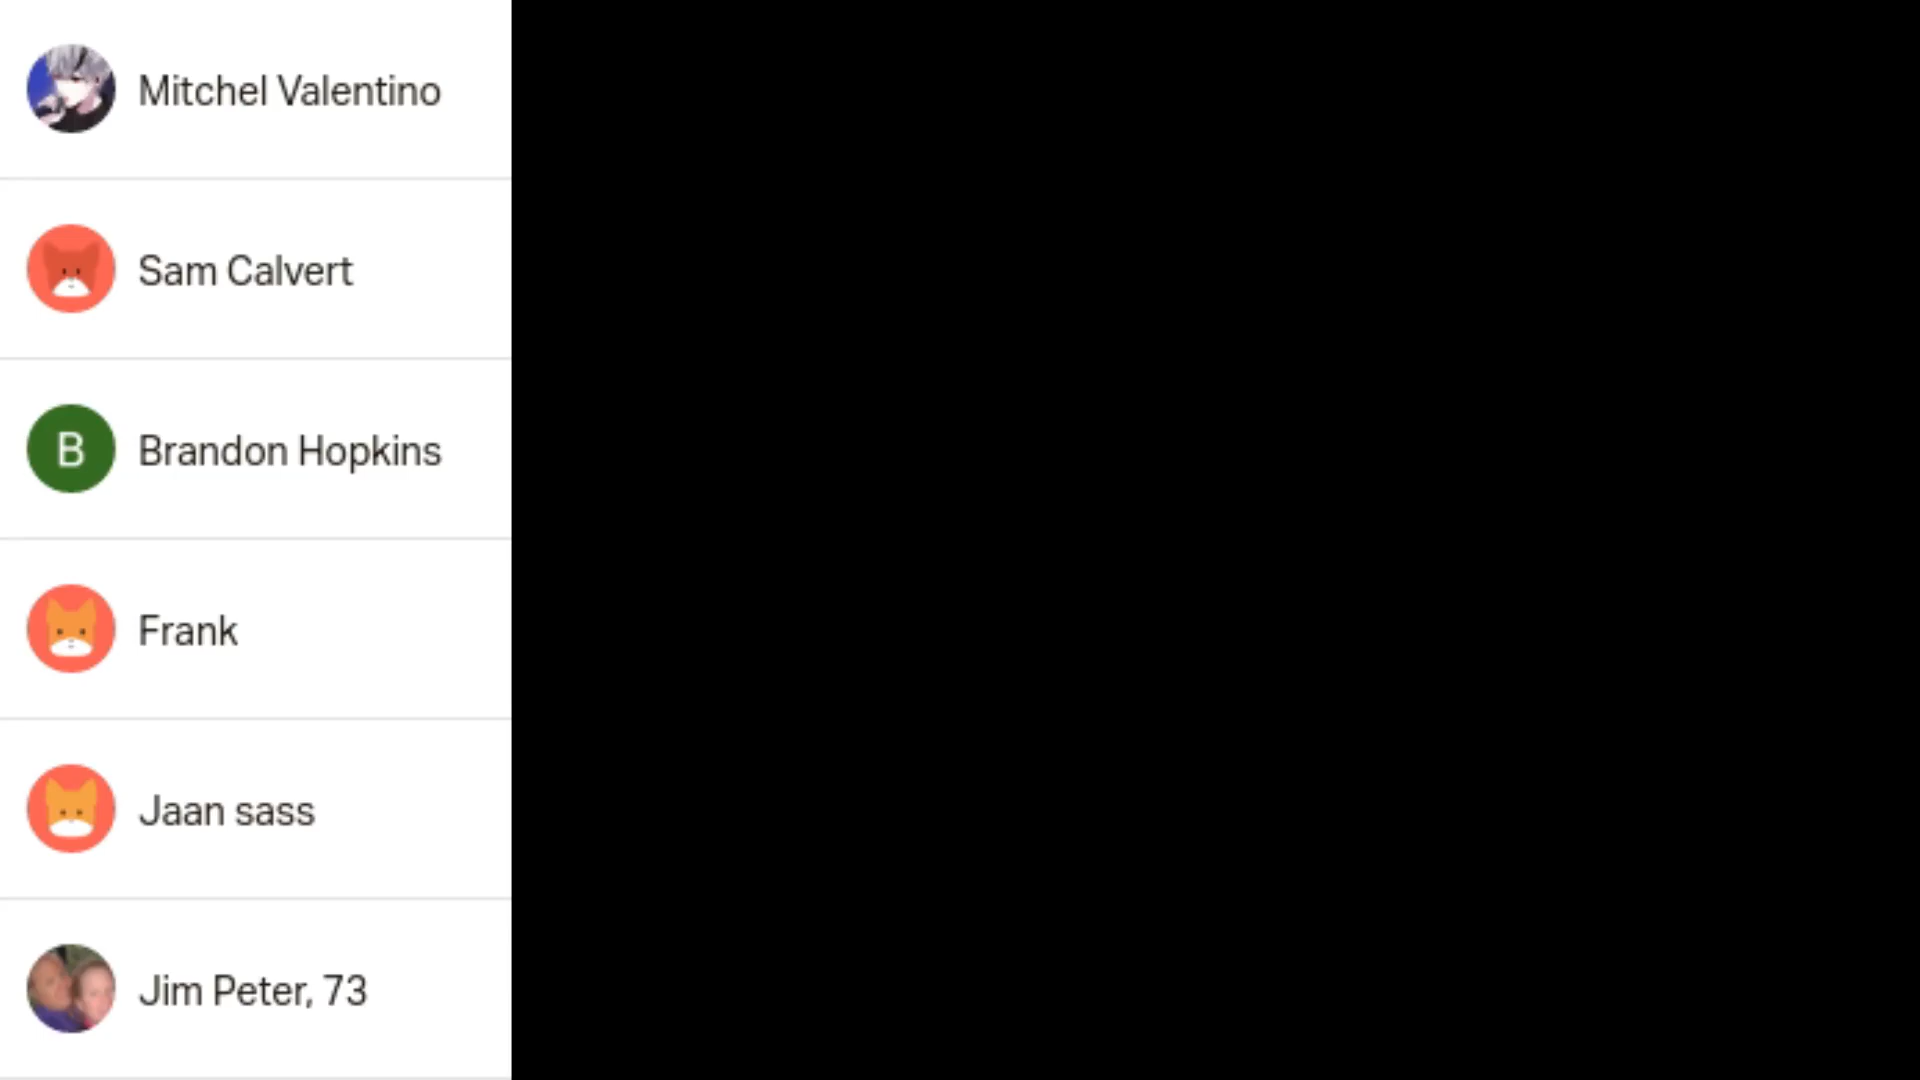 Mitchel Valentino
Sam Calvert
B
Brandon Hopkins
Frank
Jaan sass
Jim Peter, 73